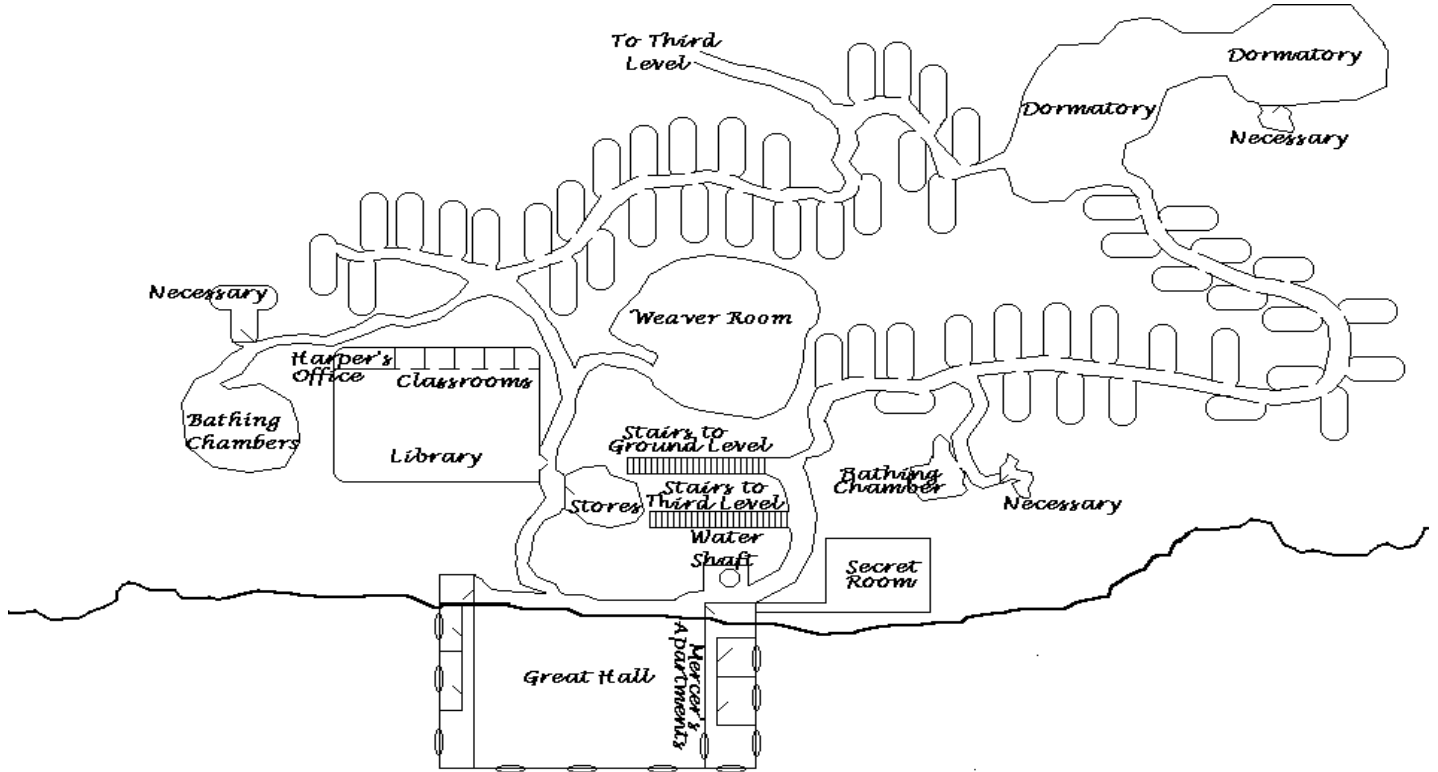 To Third
Level
Dormatory
Dormatory
Necessary
Necessary
Weaver Room
Harper's
Office
Classrooms
Bathing
Chambers
Library
Stairs to
Ground Level
Stairs to
Third Level
Stores
Water
Shaft
Bathing
Chamber
Necessary
Secret
Room
Great Hall
Mercer's
Apartments